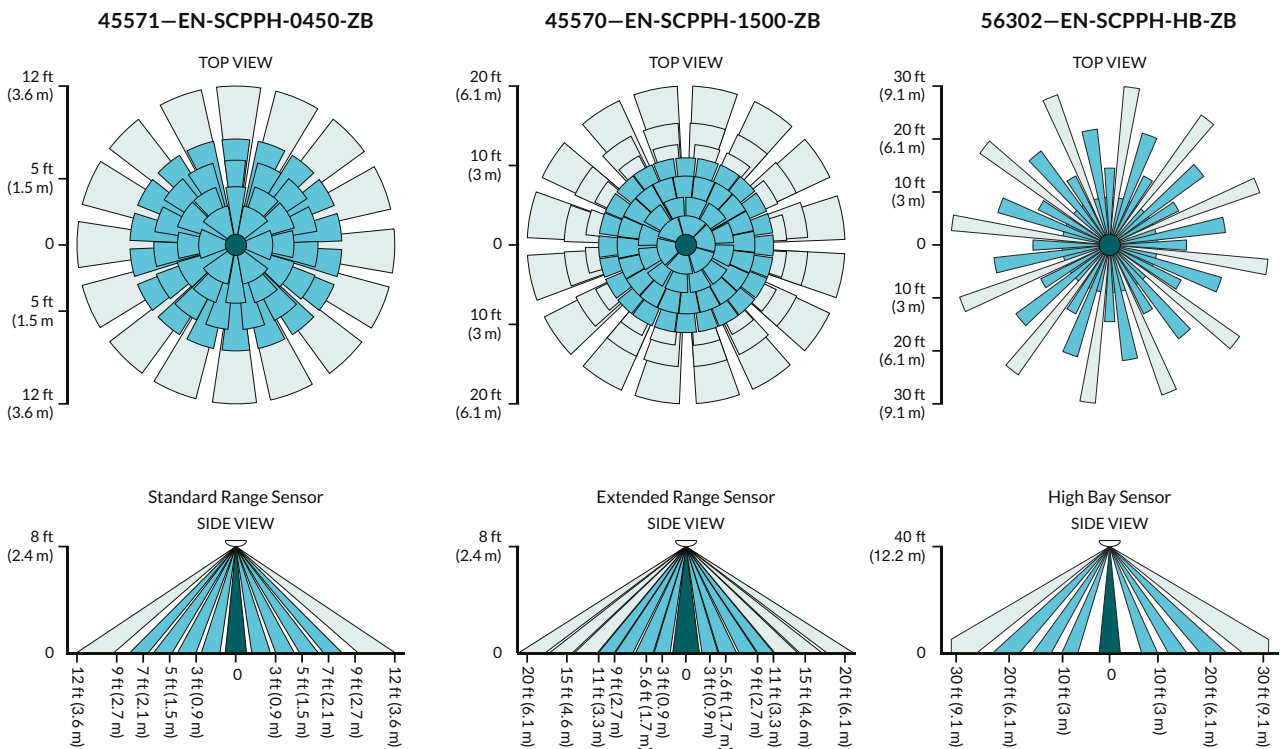 45571—EN-SCPPH-0450-ZB
TOP VIEW
12 ft
(3.6 m)
5 ft
(1.5 m)
0
5 ft
(1.5 m
12 ft
(3.6 m)
Standard Range Sensor
SIDE VIEW
8 ft
(2.4 m)
0
12 ft (3.6 m)
9 ft (2.7 m)
7 ft (2.1 m)
5 ft (1.5 m)
3 ft (0.9 m)
0
3 ft (0.9 m)
5 ft (1.5 m)
7 ft (2.1 m)
9 ft (2.7 m)
12 ft (3.6 m)
45570—EN-SCPPH-1500-ZB
TOP VIEW
20 ft
(6.1 m)
10 ft
(3 m)
0
10 ft
(3 m)
20 ft
(6.1 m)
Extended Range Sensor
SIDE VIEW
8 ft
(2.4 m)
0
20 ft (6.1 m)
15 ft (4.6 m)
11 ft (3.3 m)
9 ft (2.7 m)
5.6 ft (1.7 m)
3 ft (0.9 m)
0
3 ft (0.9 m)
5.6 ft (1.7 m)
9 ft (2.7 m)
11 ft (3.3 m)
15 ft (4.6 m)
20 ft (6.1 m)
56302—EN-SCPPH-HB-ZB
TOP VIEW
30 ft
(9.1 m)
20 ft
(6.1 m)
10 ft
(3 m)
0
10 ft
(3 m)
20 ft
(6.1 m)
30 ft
(9.1 m)
High Bay Sensor
SIDE VIEW
40 ft
(12.2 m)
0
30 ft (9.1 m)
20 ft (6.1 m)
10 ft (3 m)
0
10 ft (3 m)
20 ft (6.1 m)
30 ft (9.1 m)